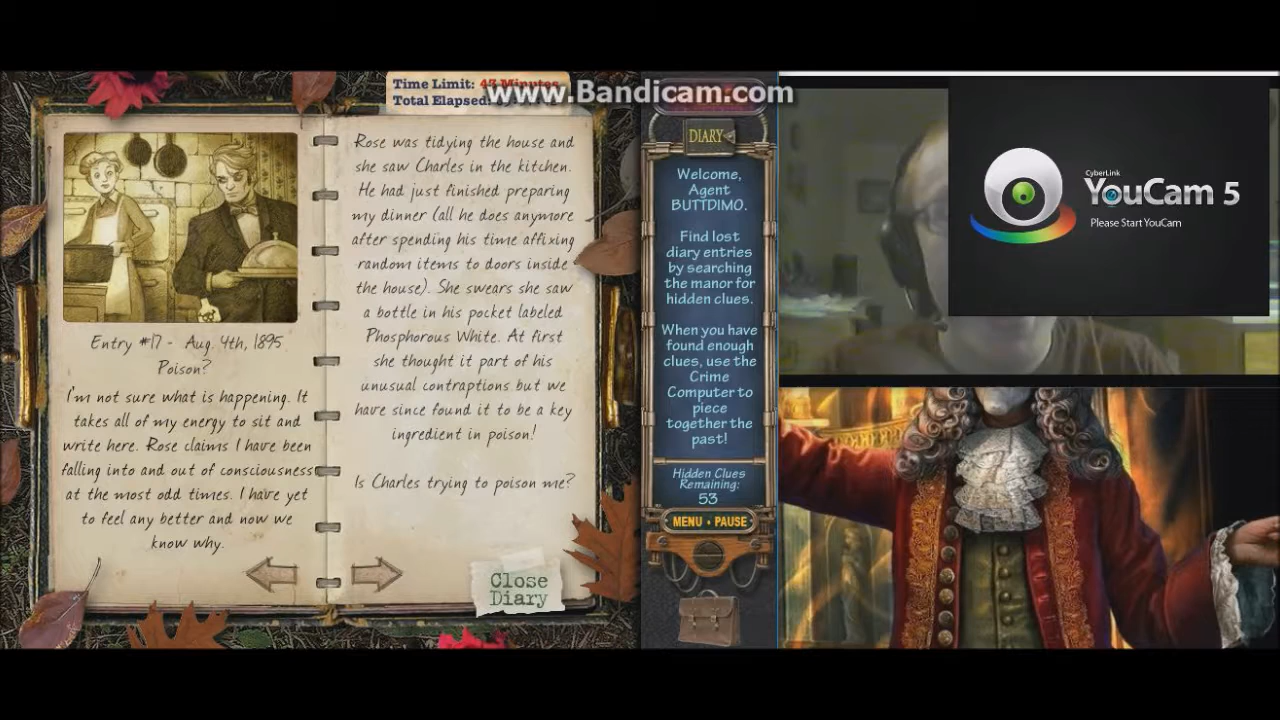 Time Limit: 47 Minutes
Total Elapsed:
www.Bandicam.com
Entry #17 - Aug. 4th, 1895
Poison?
I'm not sure what is happening. It
takes all of my energy to sit and
write here. Rose claims I have been
falling into and out of consciousness
at the most odd times. I have yet
to feel any better and now we
know why.
Rose was tidying the house and
she saw Charles in the kitchen.
He had just finished preparing
my dinner (all he does anymore
after spending his time affixing
random items to doors inside
the house). She swears she saw
a bottle in his pocket labeled
Phosphorous White. At first
she thought it part of his
unusual contraptions but we
have since found it to be a key
ingredient in poison!
Is Charles trying to poison me?
Close
Diary
DIARY
Welcome,
Agent
BUTTDIMO.
Find lost
diary entries
by searching
the manor for
hidden clues.
When you have
found enough
clues, use the
Crime
Computer to
piece
together the
past!
Hidden Clues
Remaining:
53
MENU • PAUSE
CyberLink
YouCam 5
Please Start YouCam